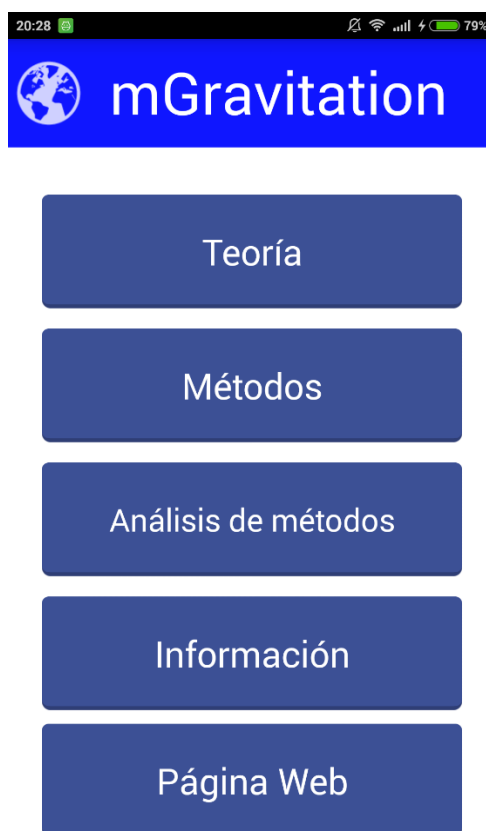 20:28 79%
mGravitation
Teoría
Métodos
Análisis de métodos
Información
Página Web